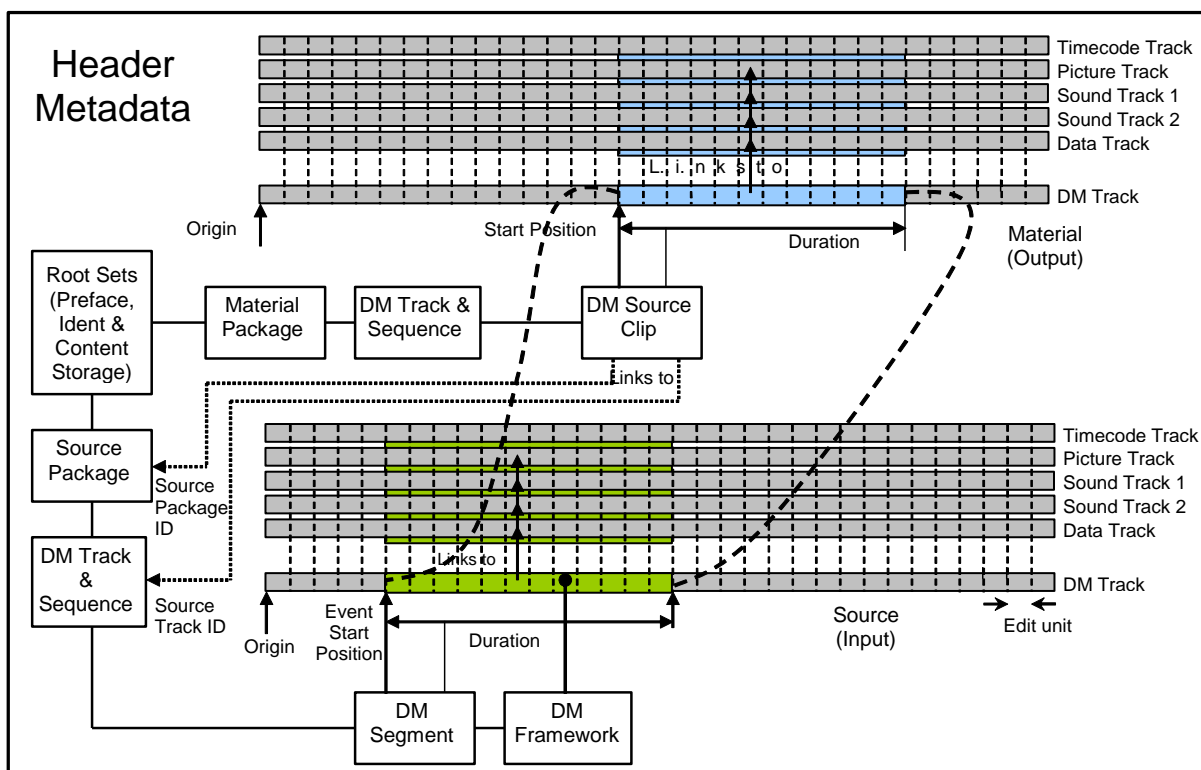 Header
Metadata
Timecode Track
Picture Track
Sound Track 1
Sound Track 2
Data Track
L. i. n k s t o
DM Track
Origin
Start Position
Duration
Material
(Output)
Root Sets
(Preface,
Ident &
Content
Storage)
Material
Package
DM Track &
Sequence
DM Source
Clip
Links to
Source
Package
Source
Package
ID
Timecode Track
Picture Track
Sound Track 1
Sound Track 2
Data Track
Links to
DM Track
DM Track
&
Sequence
Source
Track ID
Origin
Event
Start
Position
Duration
Source
(Input)
Edit unit
DM
Segment
DM
Framework